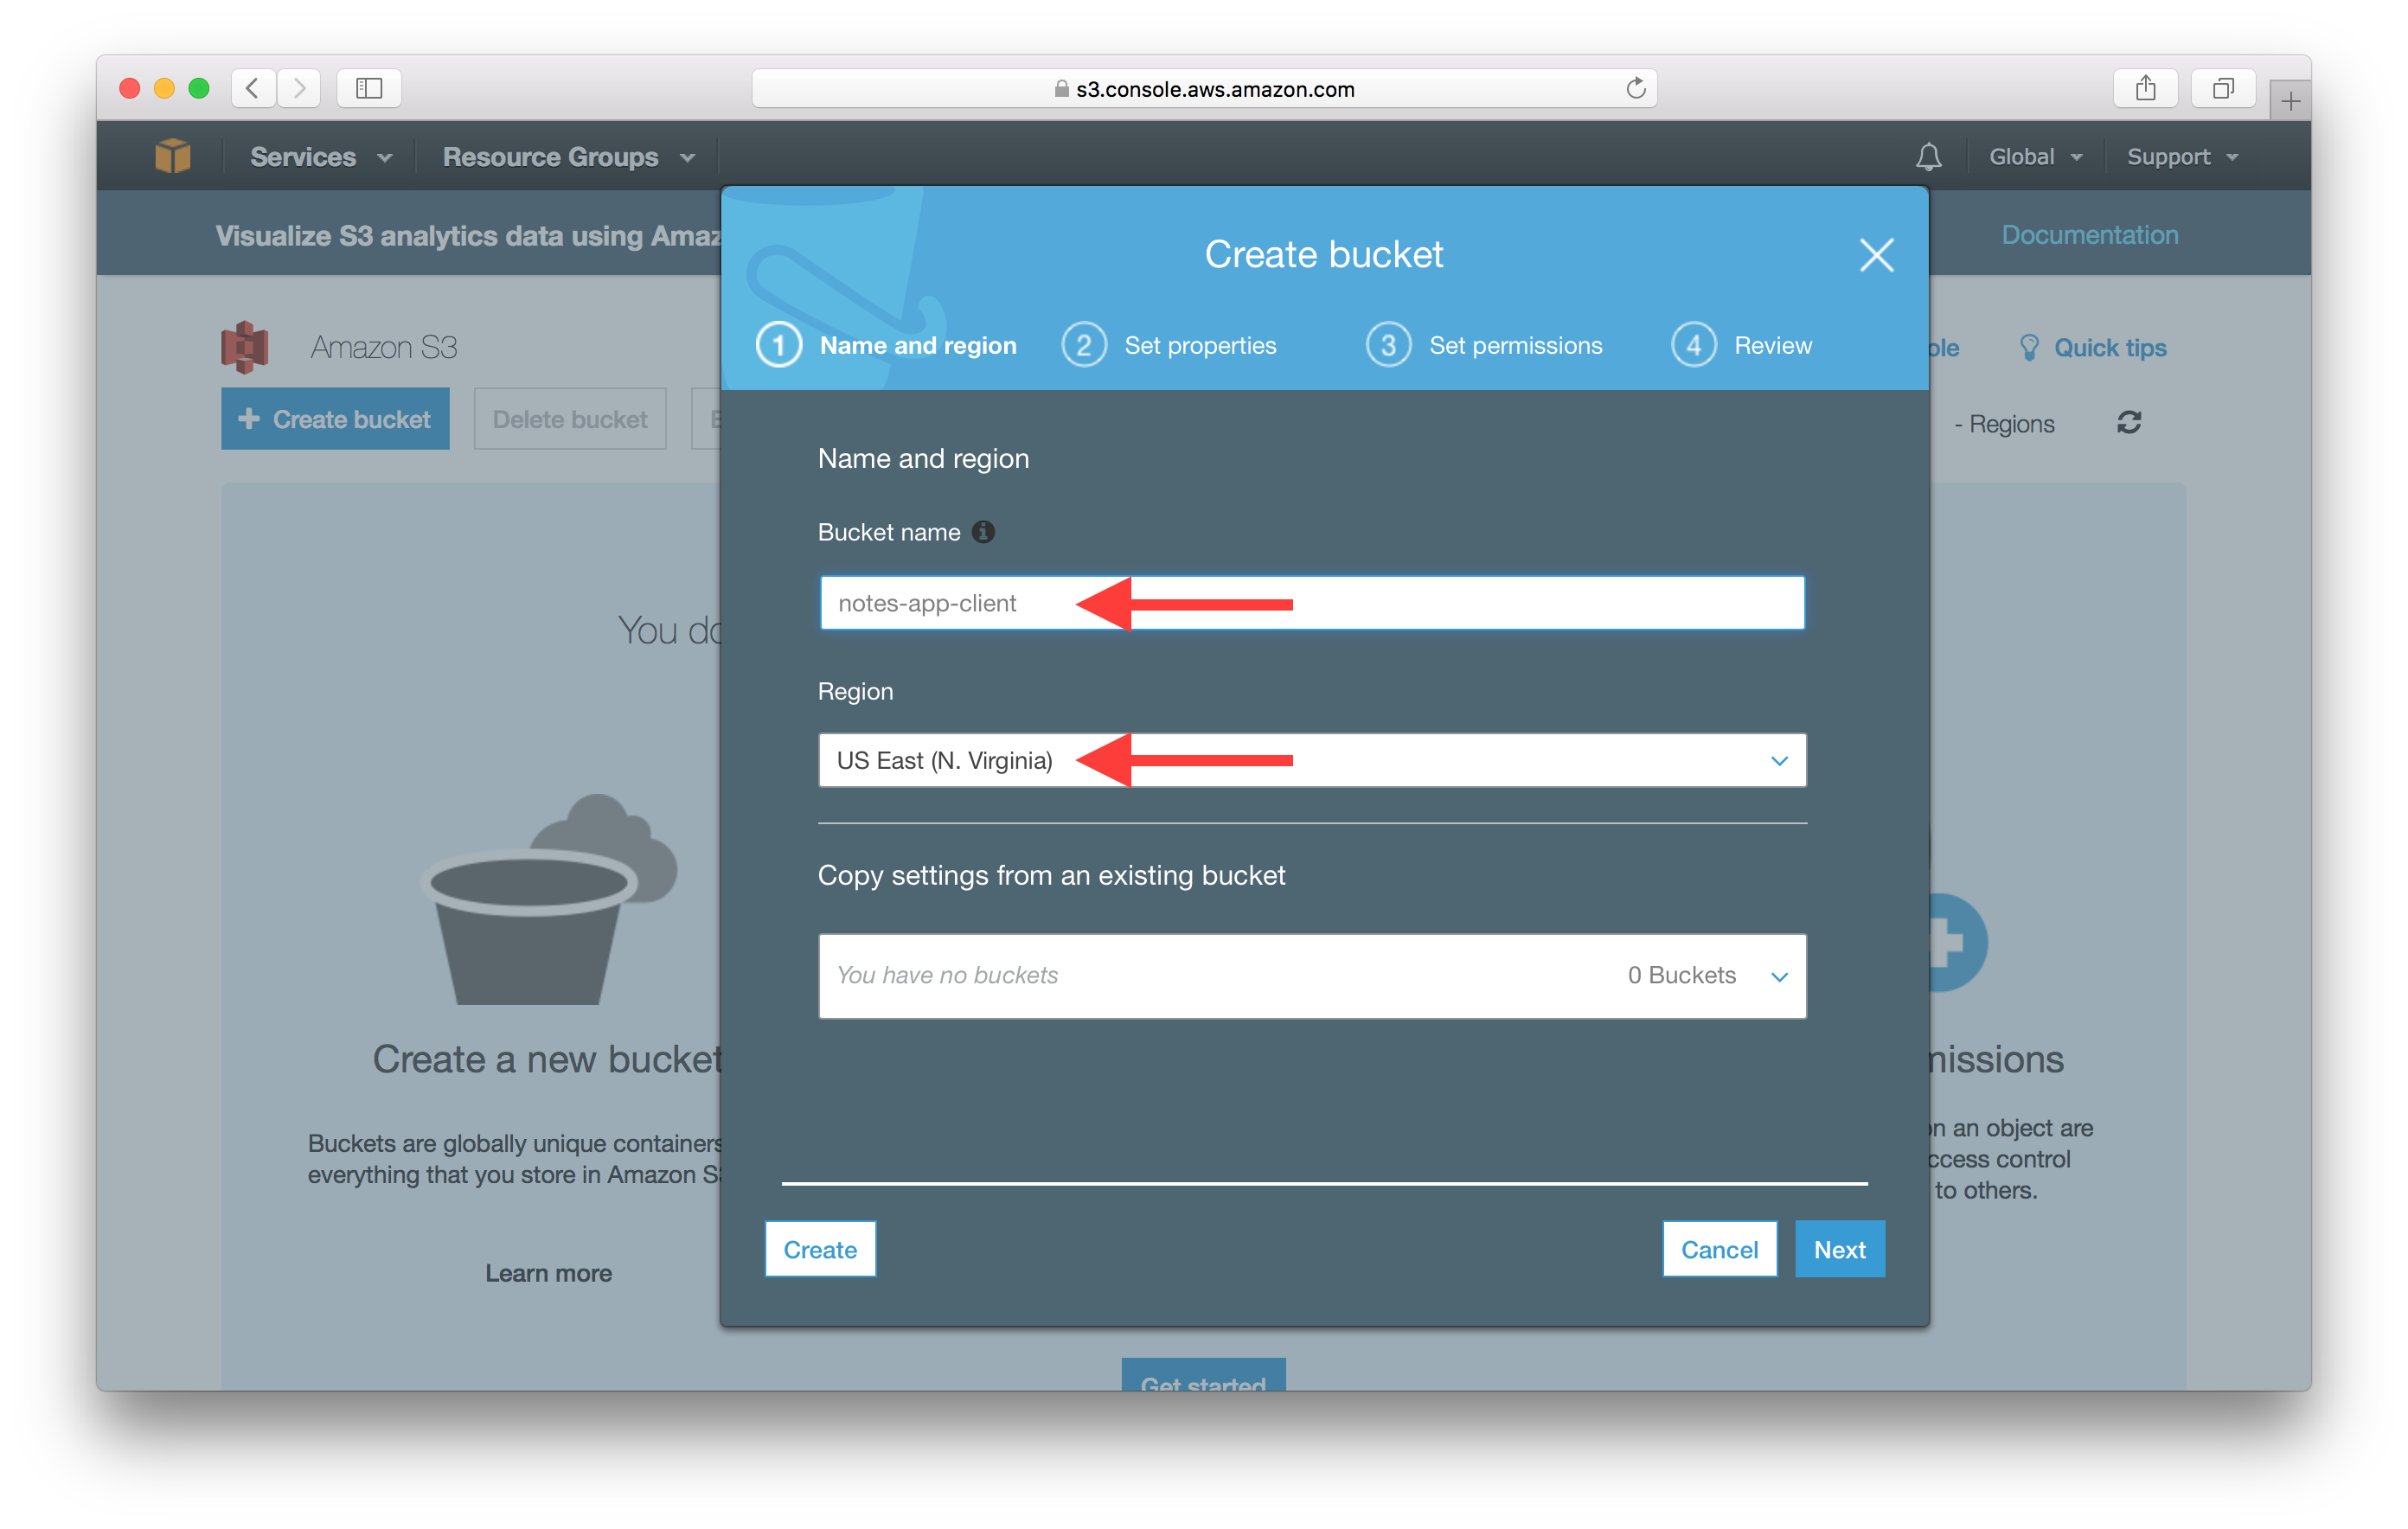 s3.console.aws.amazon.com
Services
Resource Groups
Global
Support
Visualize S3 analytics data using Amaz
Documentation
Create bucket
1 Name and region
2 Set properties
3 Set permissions
4 Review
Amazon S3
ole
Quick tips
Create bucket
Delete bucket
E
- Regions
Name and region
Bucket name
notes-app-client
Region
US East (N. Virginia)
Copy settings from an existing bucket
You have no buckets
0 Buckets
You do
Create a new bucket
Buckets are globally unique containers
everything that you store in Amazon S3
Learn more
missions
on an object are
ccess control
to others.
Create
Cancel
Next
Get started